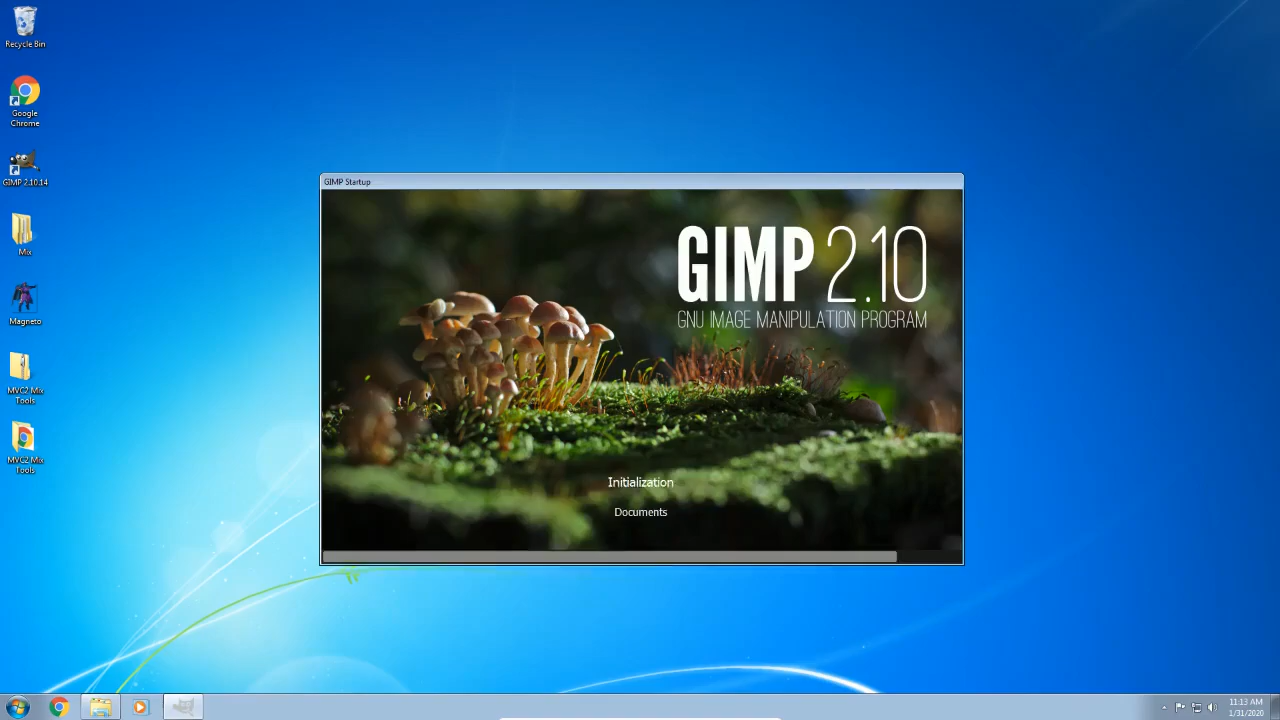 Recycle Bin
Google
Chrome
GIMP 2.10.14
Mix
Magneto
MVC2 Mix
Tools
MVC2 Mix
Tools
GIMP Startup
GIMP 2.10
GNU IMAGE MANIPULATION PROGRAM
Initialization
Documents
11:13 AM
1/31/2020